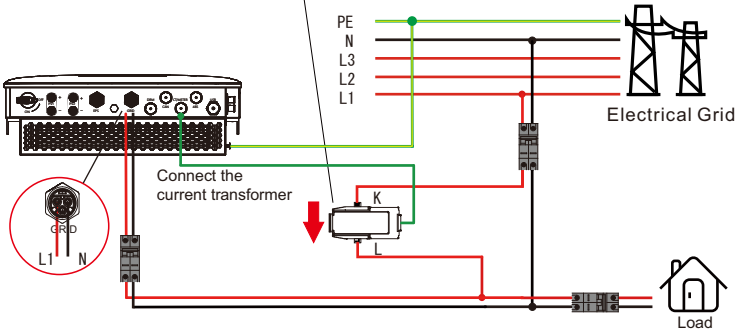 PE
N
L3
L2
L1
Electrical Grid
Connect the
current transformer
K
L
GRID
L1 N
Load